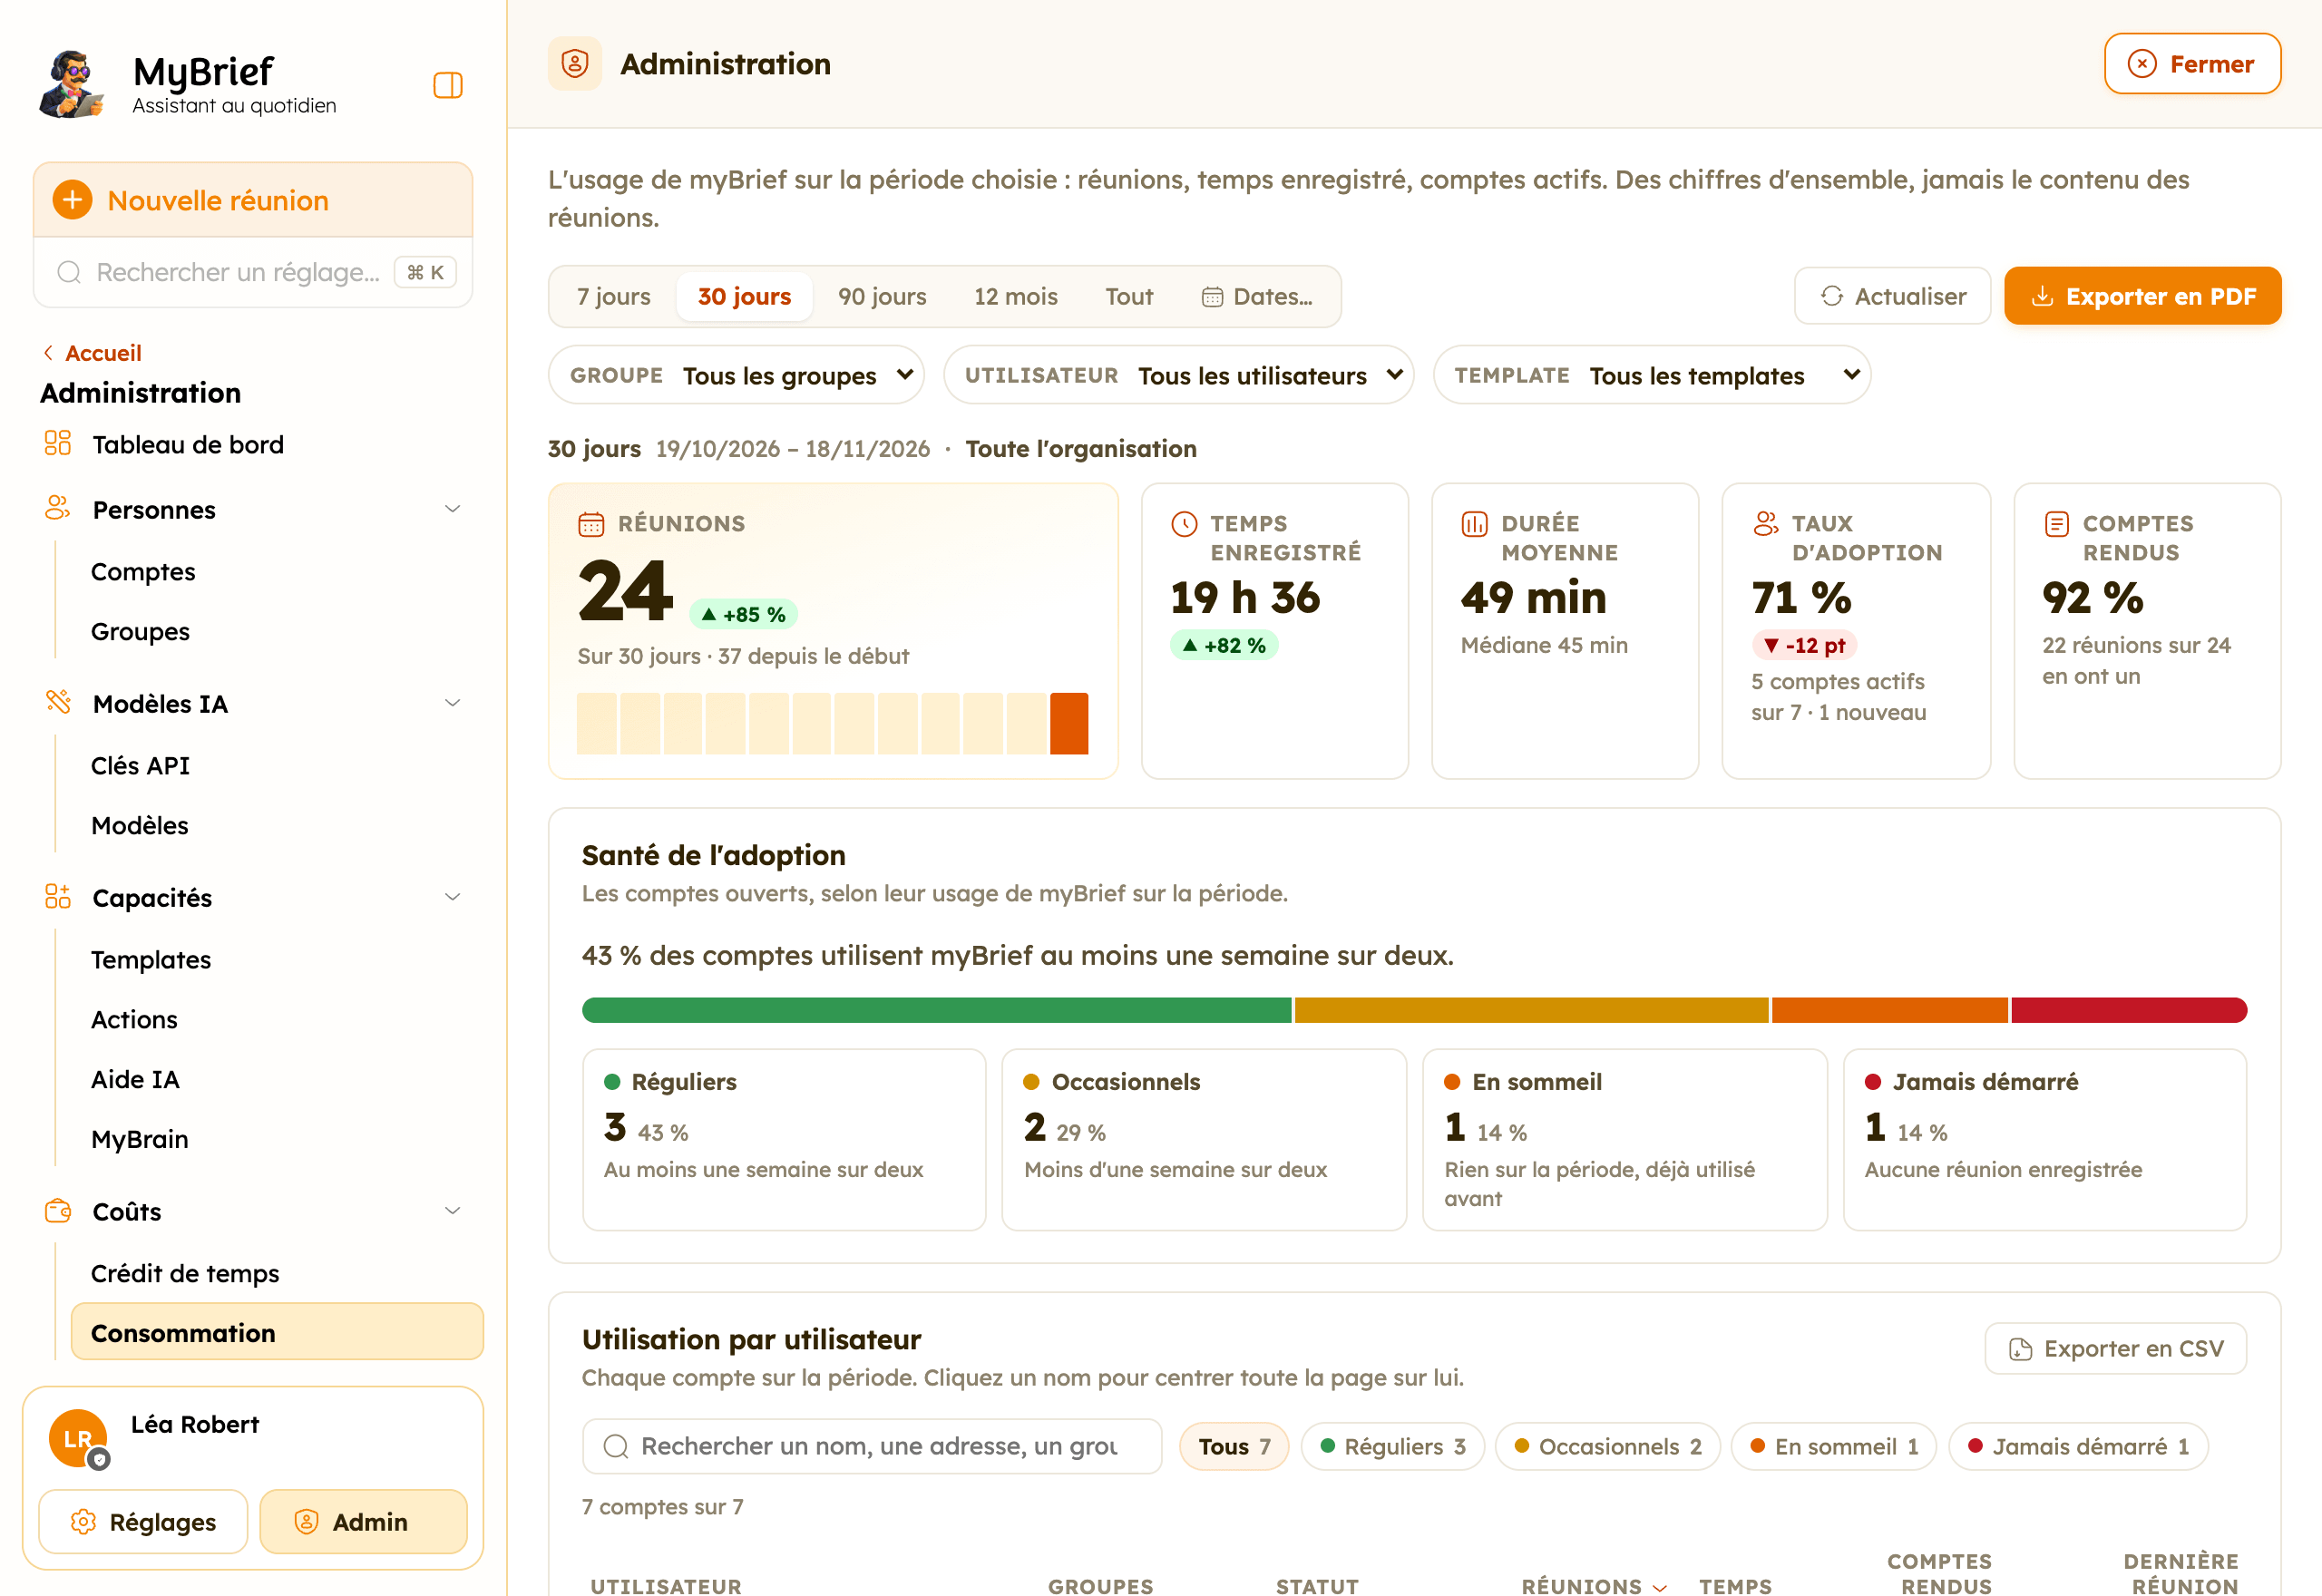 MyBrief
Assistant au quotidien
Nouvelle réunion
Rechercher un réglage...
⌘ K
Accueil
Administration
Tableau de bord
Personnes
Comptes
Groupes
Modèles IA
Clés API
Modèles
Capacités
Templates
Actions
Aide IA
MyBrain
Coûts
Crédit de temps
Consommation
LR
Léa Robert
Réglages
Admin
Administration
Fermer
L'usage de myBrief sur la période choisie : réunions, temps enregistré, comptes actifs. Des chiffres d'ensemble, jamais le contenu des
réunions.
7 jours
30 jours
90 jours
12 mois
Tout
Dates...
Actualiser
Exporter en PDF
GROUPE Tous les groupes
UTILISATEUR Tous les utilisateurs
TEMPLATE Tous les templates
30 jours 19/10/2026 – 18/11/2026 · Toute l'organisation
RÉUNIONS
24
▲ +85 %
Sur 30 jours · 37 depuis le début
TEMPS
ENREGISTRÉ
19 h 36
▲ +82 %
DURÉE
MOYENNE
49 min
Médiane 45 min
TAUX
D'ADOPTION
71 %
▼ -12 pt
5 comptes actifs
sur 7 · 1 nouveau
COMPTES
RENDUS
92 %
22 réunions sur 24
en ont un
Santé de l'adoption
Les comptes ouverts, selon leur usage de myBrief sur la période.
43 % des comptes utilisent myBrief au moins une semaine sur deux.
Réguliers
3 43 %
Au moins une semaine sur deux
Occasionnels
2 29 %
Moins d'une semaine sur deux
En sommeil
1 14 %
Rien sur la période, déjà utilisé
avant
Jamais démarré
1 14 %
Aucune réunion enregistrée
Utilisation par utilisateur
Chaque compte sur la période. Cliquez un nom pour centrer toute la page sur lui.
Exporter en CSV
Rechercher un nom, une adresse, un grou
Tous 7
Réguliers 3
Occasionnels 2
En sommeil 1
Jamais démarré 1
7 comptes sur 7
UTILISATEUR
GROUPES
STATUT
RÉUNIONS
TEMPS
COMPTES
RENDUS
DERNIÈRE
RÉUNION